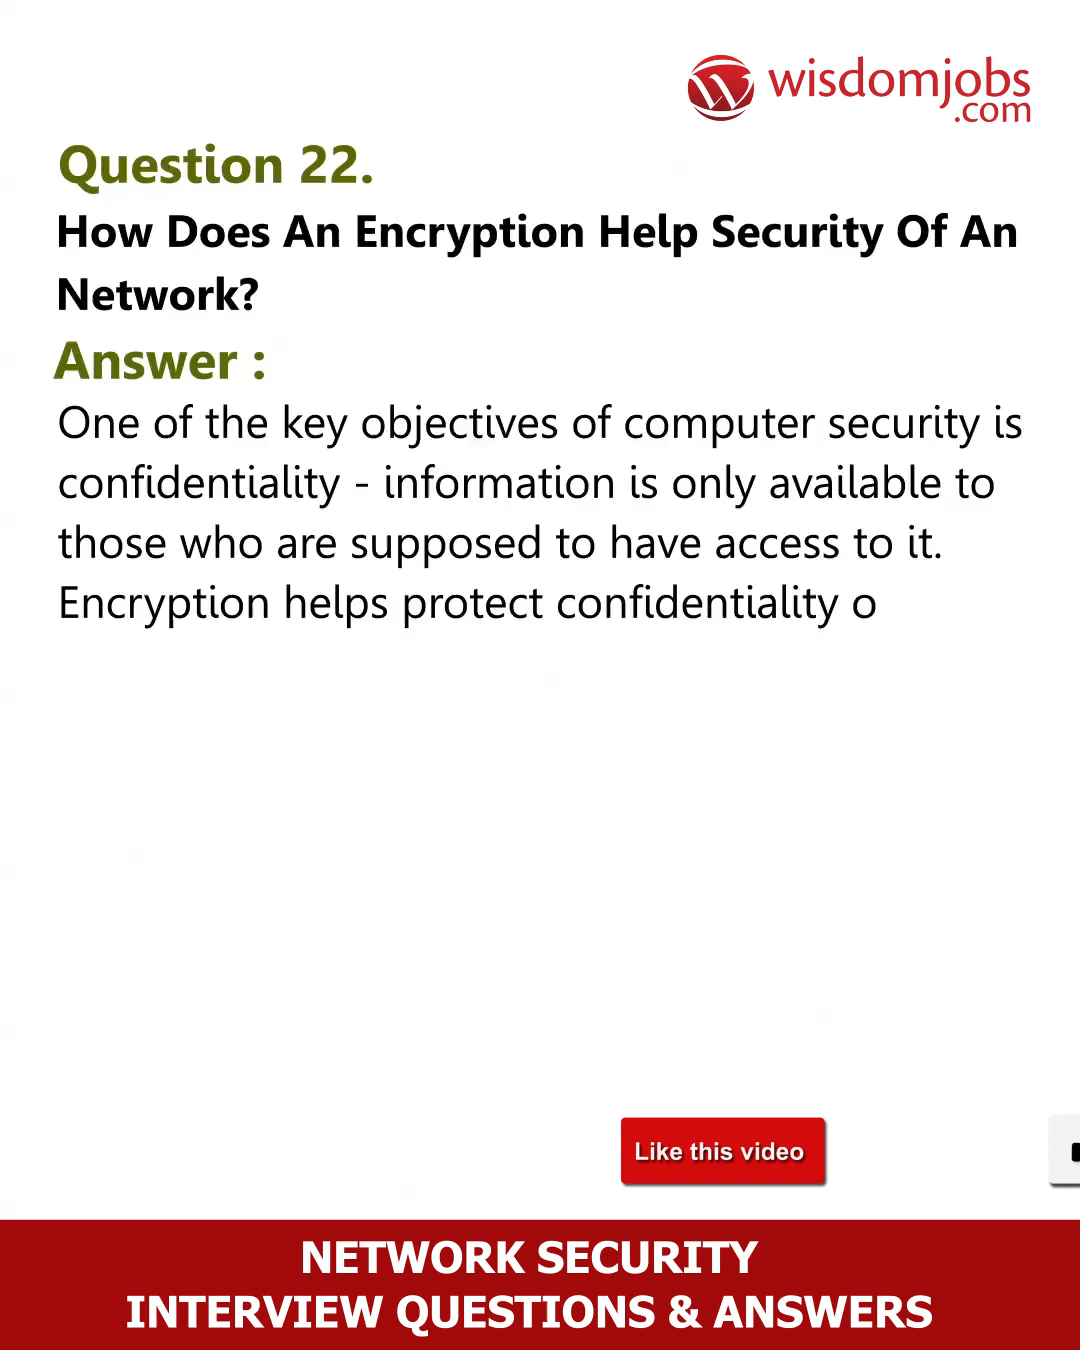 wisdomjobs
.com
Question 22.
How Does An Encryption Help Security Of An
Network?
Answer :
One of the key objectives of computer security is
confidentiality - information is only available to
those who are supposed to have access to it.
Encryption helps protect confidentiality o
Like this video
NETWORK SECURITY
INTERVIEW QUESTIONS & ANSWERS